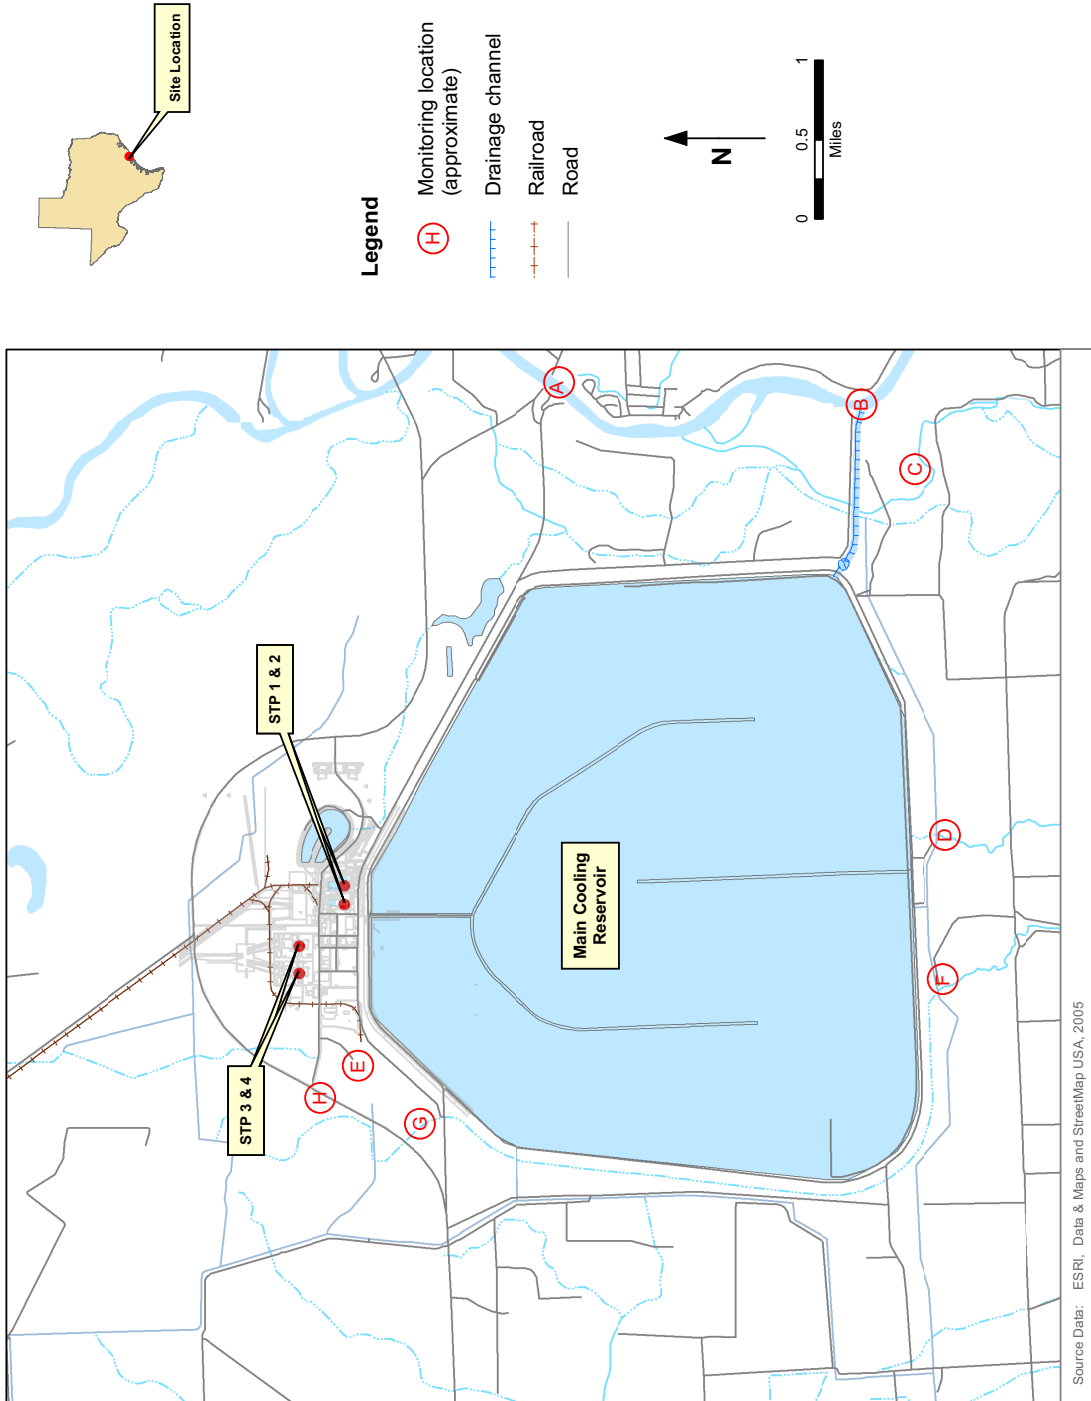 Site Location
Legend
H
Monitoring location
(approximate)
Drainage channel
Railroad
Road
N
0 0.5 1
Miles
STP 1 & 2
STP 3 & 4
Main Cooling
Reservoir
A
B
C
D
E
F
G
H
Source Data: ESRI, Data & Maps and StreetMap USA, 2005